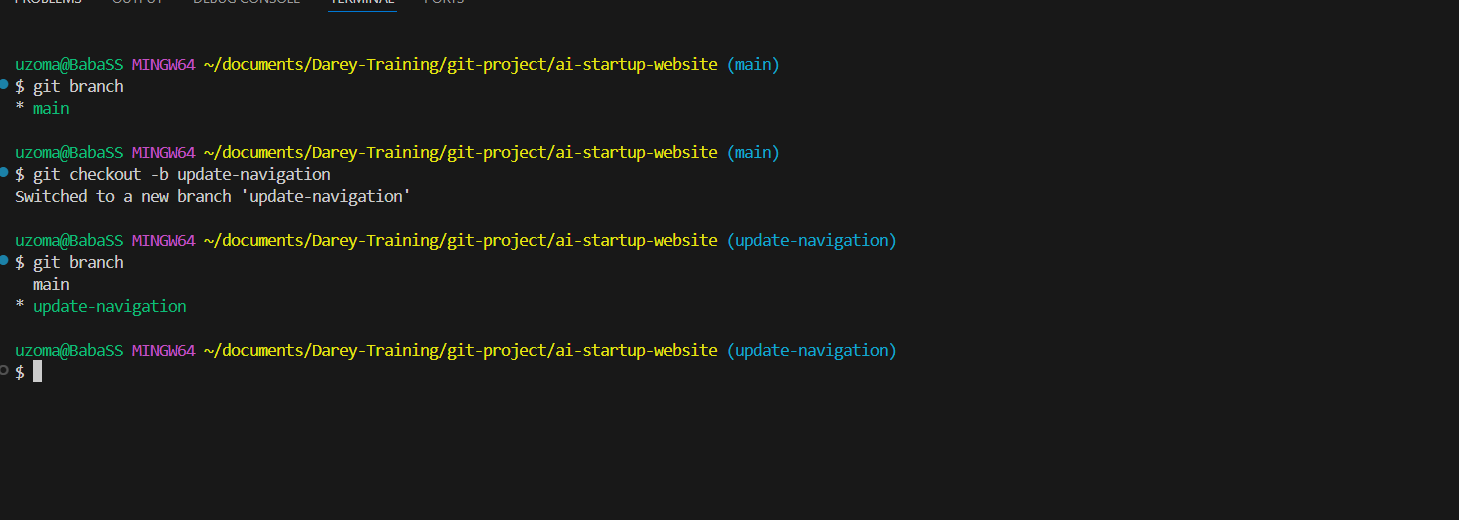 PROBLEMS OUTPUT DEBUG CONSOLE TERMINAL PORTS
uzoma@BabaSS MINGW64 ~/documents/Darey-Training/git-project/ai-startup-website (main)
$ git branch
* main
uzoma@BabaSS MINGW64 ~/documents/Darey-Training/git-project/ai-startup-website (main)
$ git checkout -b update-navigation
Switched to a new branch 'update-navigation'
uzoma@BabaSS MINGW64 ~/documents/Darey-Training/git-project/ai-startup-website (update-navigation)
$ git branch
  main
* update-navigation
uzoma@BabaSS MINGW64 ~/documents/Darey-Training/git-project/ai-startup-website (update-navigation)
$